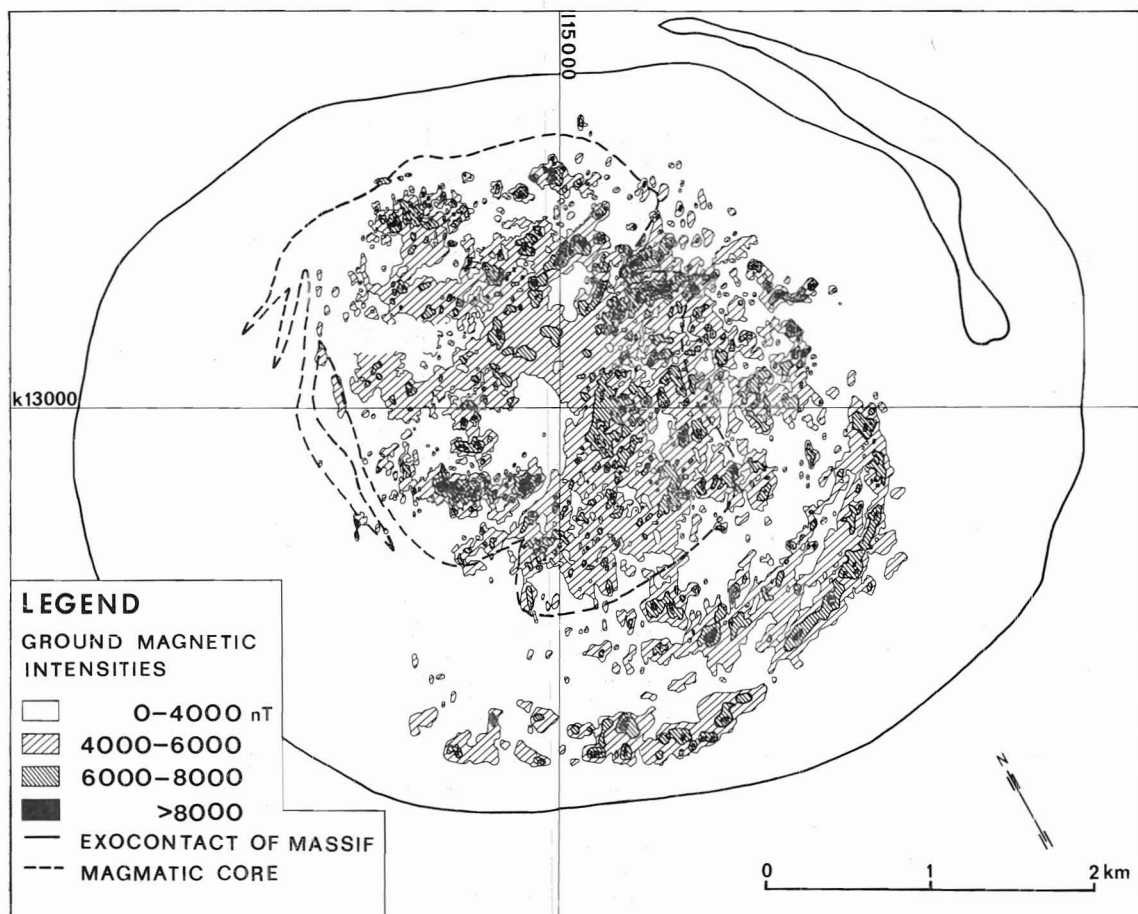 115000
k13000
LEGEND
GROUND MAGNETIC
INTENSITIES
0–4000 nT
4000–6000
6000–8000
>8000
EXOCONTACT OF MASSIF
MAGMATIC CORE
N
0 1 2 km